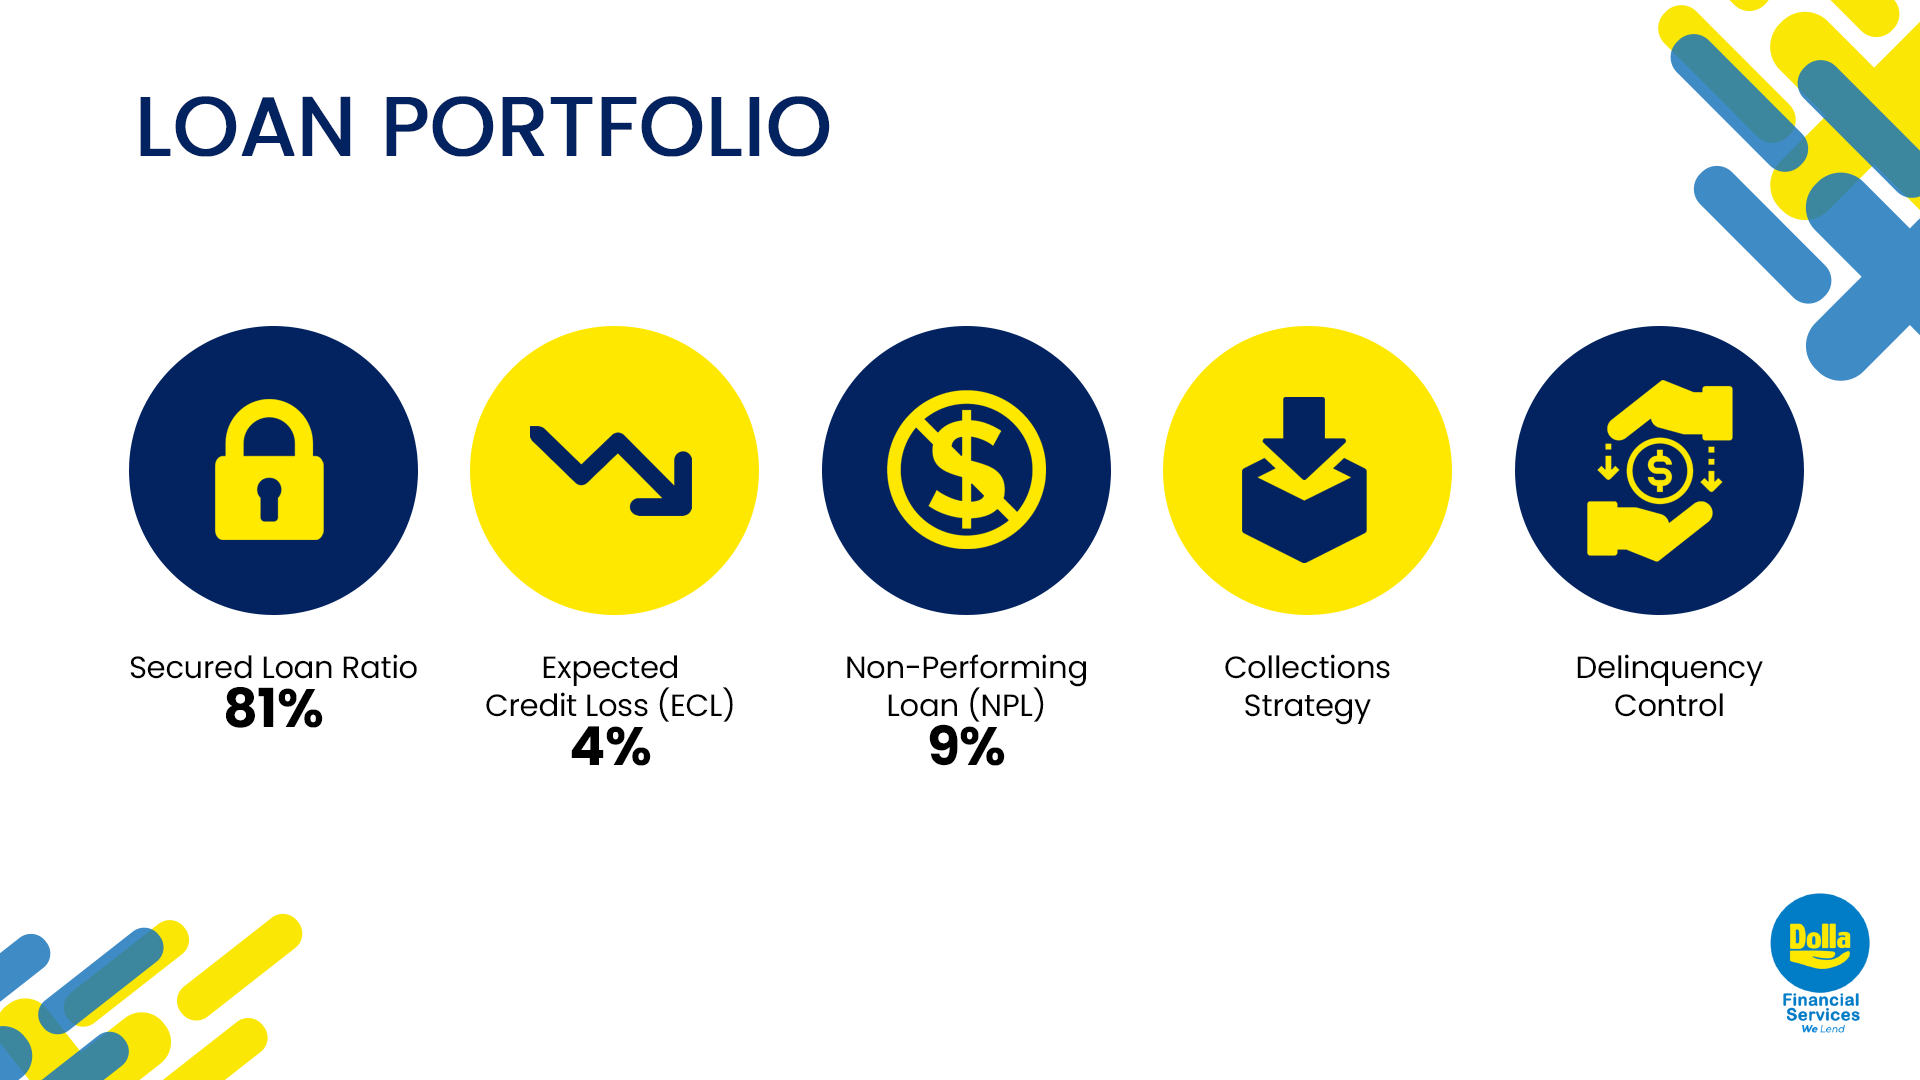 LOAN PORTFOLIO
Secured Loan Ratio
81%
Expected
Credit Loss (ECL)
4%
Non-Performing
Loan (NPL)
9%
Collections
Strategy
Delinquency
Control
Dolla
Financial
Services
We Lend